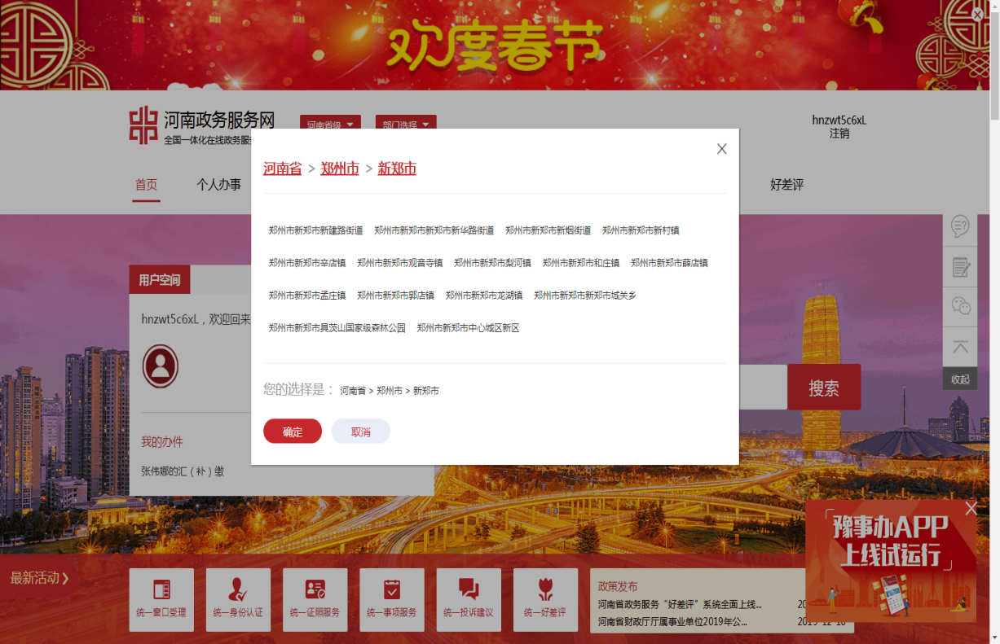 欢度春节
河南政务服务网
全国一体化在线政务服
河南省级
部门选择
hnzwt5c6xL
注销
首页
个人办事
好差评
河南省 > 郑州市 > 新郑市
郑州市新郑市新建路街道 郑州市新郑市新郑市新华路街道 郑州市新郑市新烟街道 郑州市新郑市新村镇
郑州市新郑市辛店镇 郑州市新郑市观音寺镇 郑州市新郑市梨河镇 郑州市新郑市和庄镇 郑州市新郑市薛店镇
郑州市新郑市孟庄镇 郑州市新郑市郭店镇 郑州市新郑市龙湖镇 郑州市新郑市新郑市城关乡
郑州市新郑市具茨山国家级森林公园 郑州市新郑市中心城区新区
您的选择是： 河南省 > 郑州市 > 新郑市
确定
取消
用户空间
hnzwt5c6xL，欢迎回来
我的办件
张伟娜的汇（补）缴
搜索
收起
豫事办APP
上线试运行
最新活动
统一窗口受理
统一身份认证
统一证照服务
统一事项服务
统一投诉建议
统一好差评
政策发布
河南省政务服务“好差评”系统全面上线...
河南省财政厅厅属事业单位2019年公...